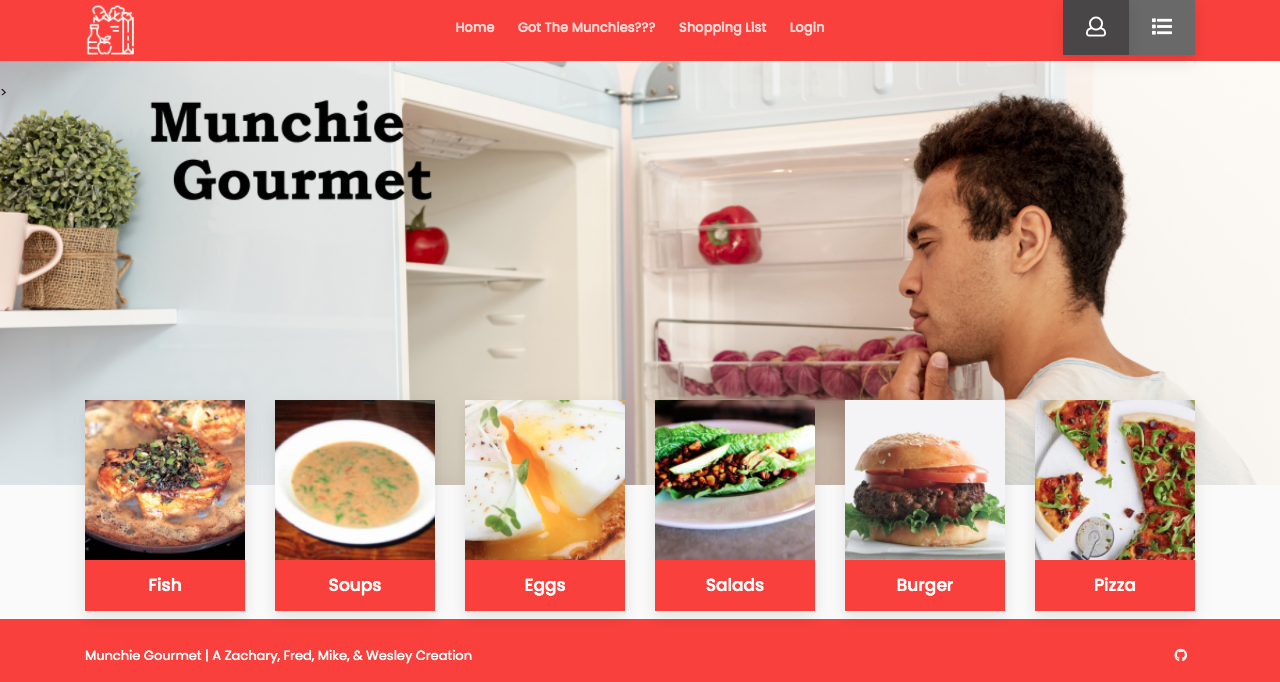 Home Got The Munchies??? Shopping List Login
>
Munchie
Gourmet
Fish Soups Eggs Salads Burger Pizza
Munchie Gourmet | A Zachary, Fred, Mike, & Wesley Creation